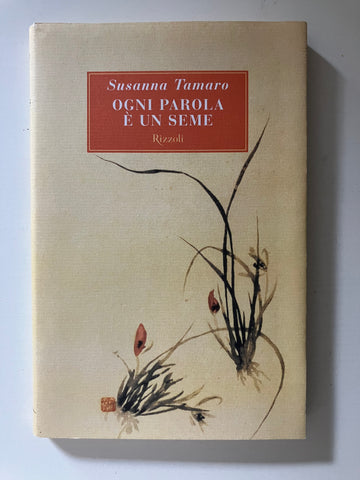 Susanna Tamaro
OGNI PAROLA
È UN SEME
Rizzoli